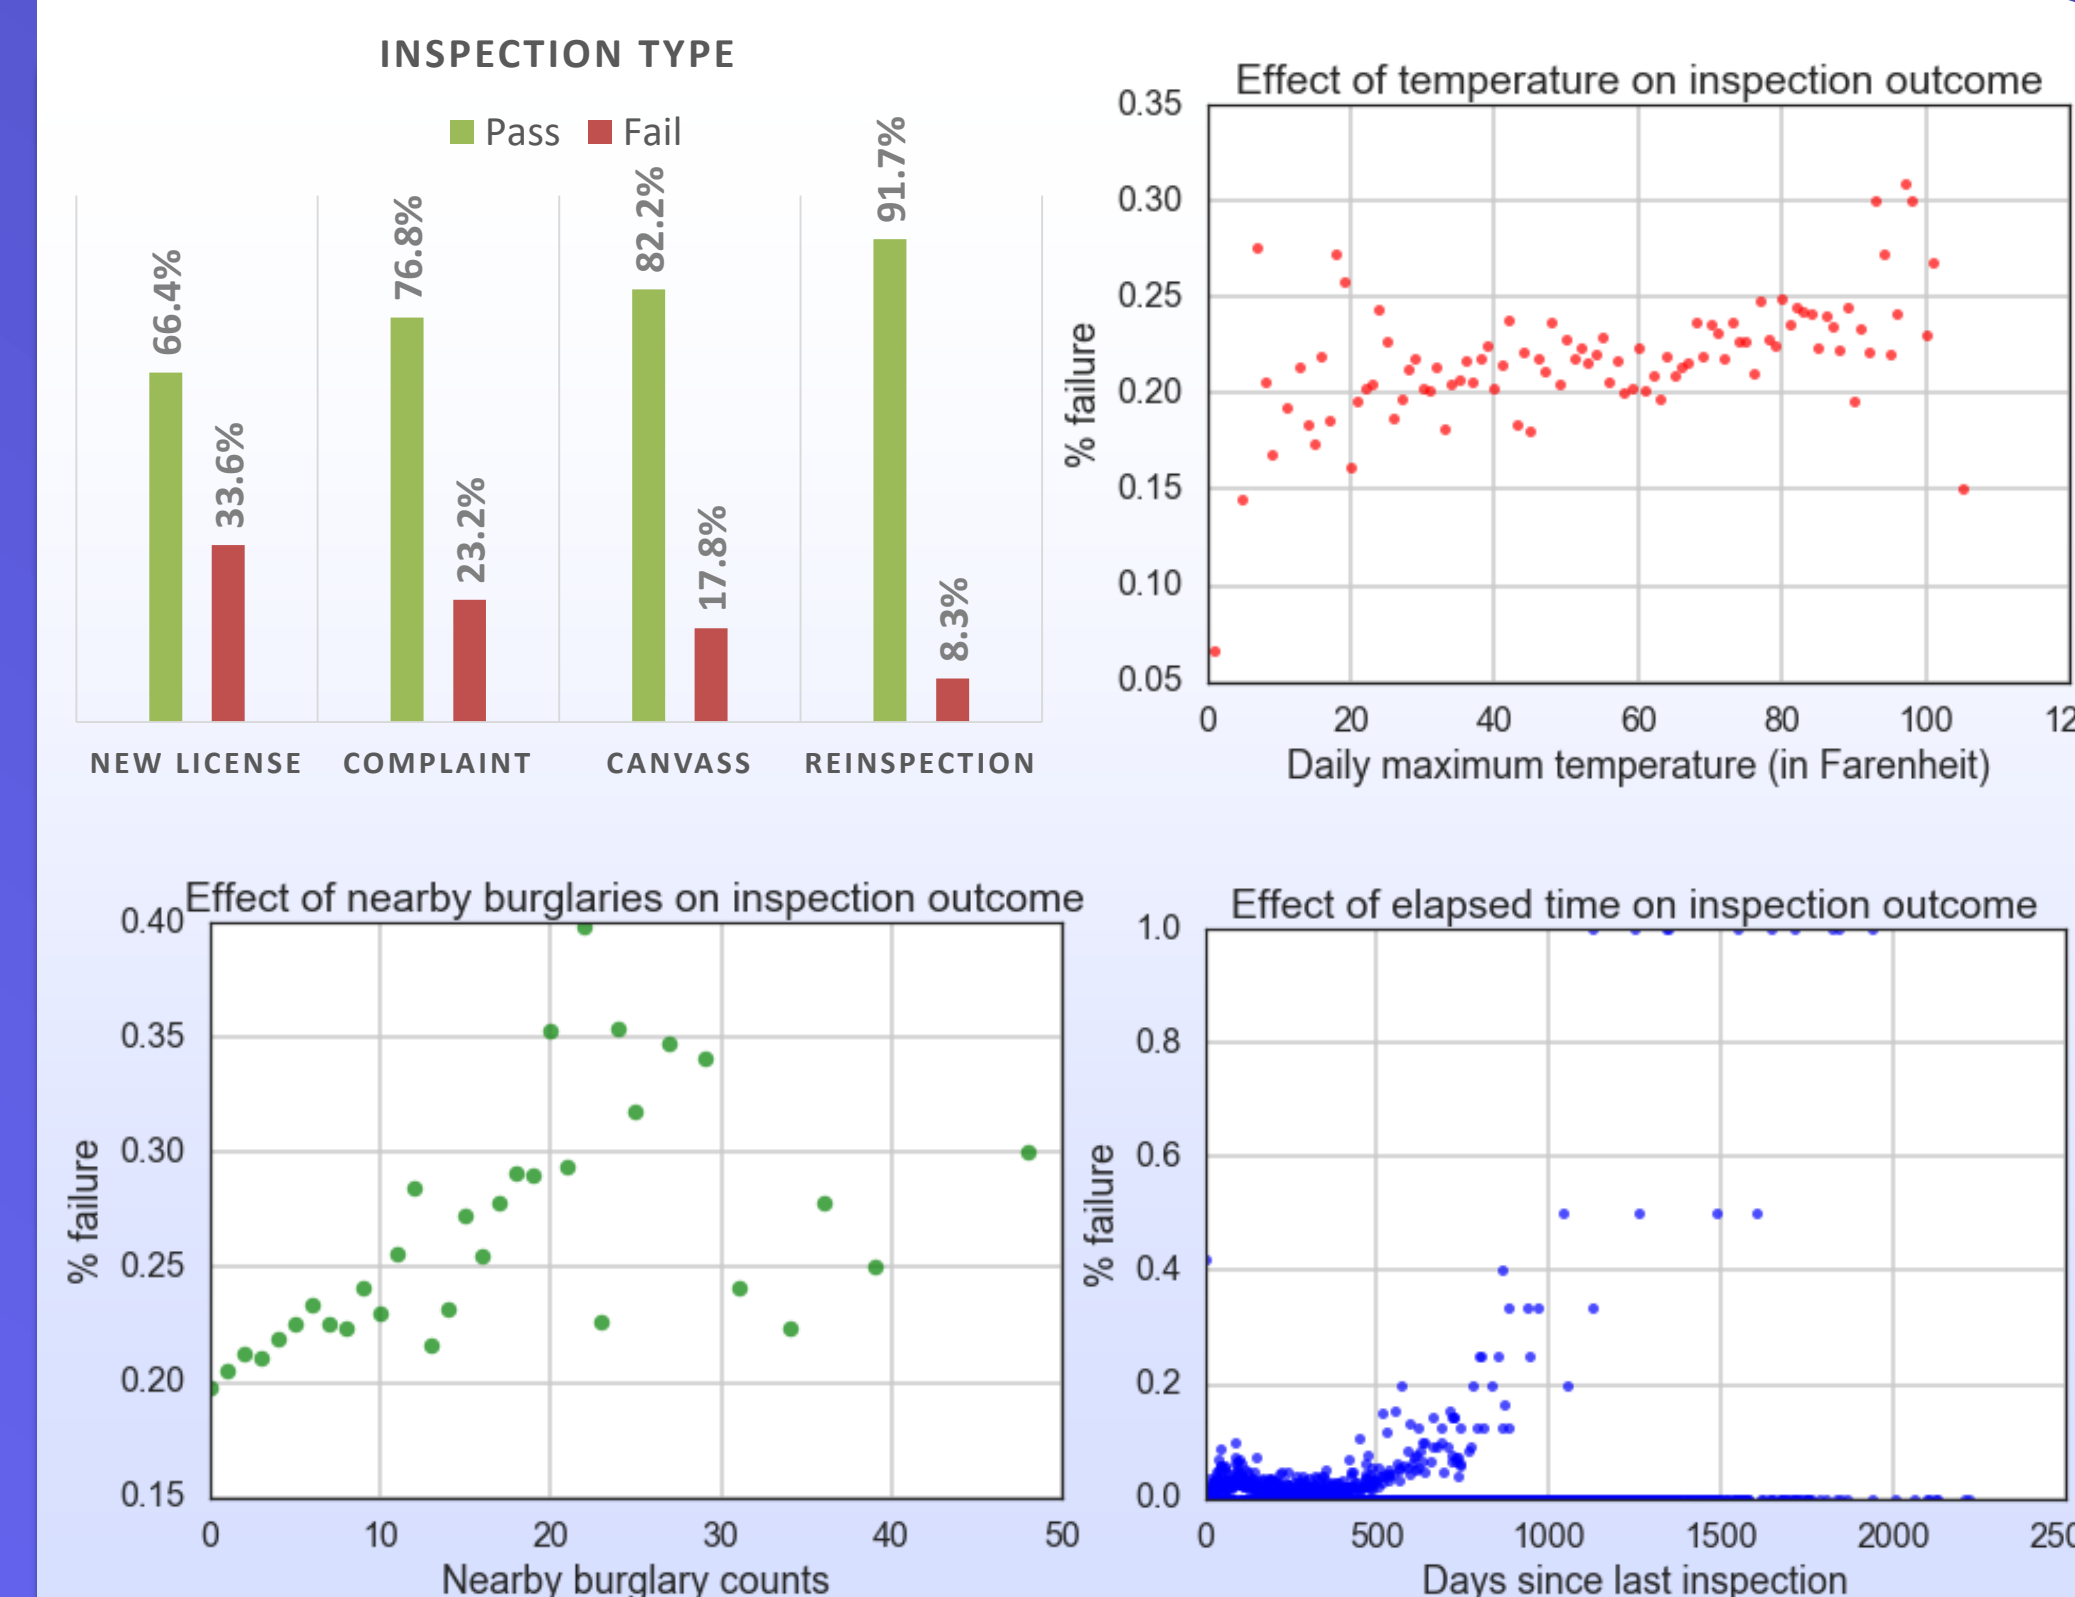 INSPECTION TYPE
Pass Fail
66.4% 33.6% 76.8% 23.2% 82.2% 17.8% 91.7% 8.3%
NEW LICENSE COMPLAINT CANVASS REINSPECTION
Effect of temperature on inspection outcome
0.35
0.30
0.25
0.20
0.15
0.10
0.05
% failure
0 20 40 60 80 100 12
Daily maximum temperature (in Farenheit)
Effect of nearby burglaries on inspection outcome
0.40
0.35
0.30
0.25
0.20
0.15
% failure
0 10 20 30 40 50
Nearby burglary counts
Effect of elapsed time on inspection outcome
1.0
0.8
0.6
0.4
0.2
0.0
% failure
0 500 1000 1500 2000 250
Days since last inspection